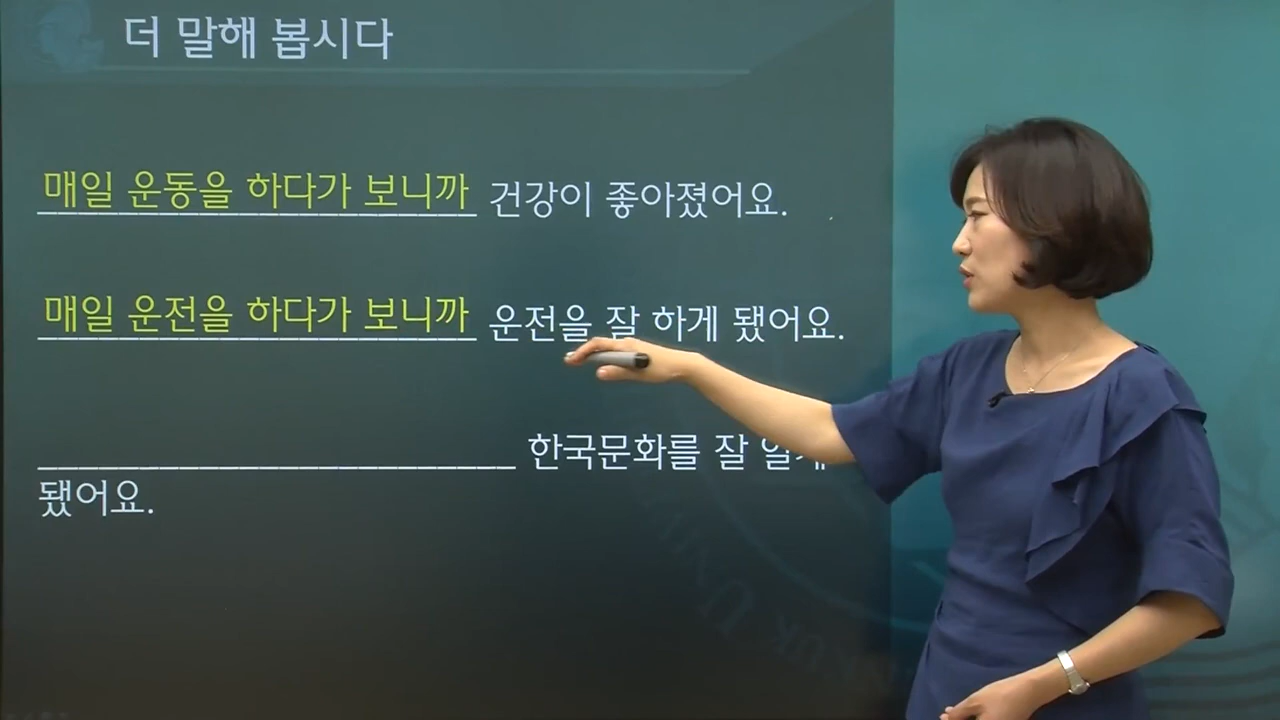 더 말해 봅시다
매일 운동을 하다가 보니까 건강이 좋아졌어요.
매일 운전을 하다가 보니까 운전을 잘 하게 됐어요.
한국문화를 잘
됐어요.